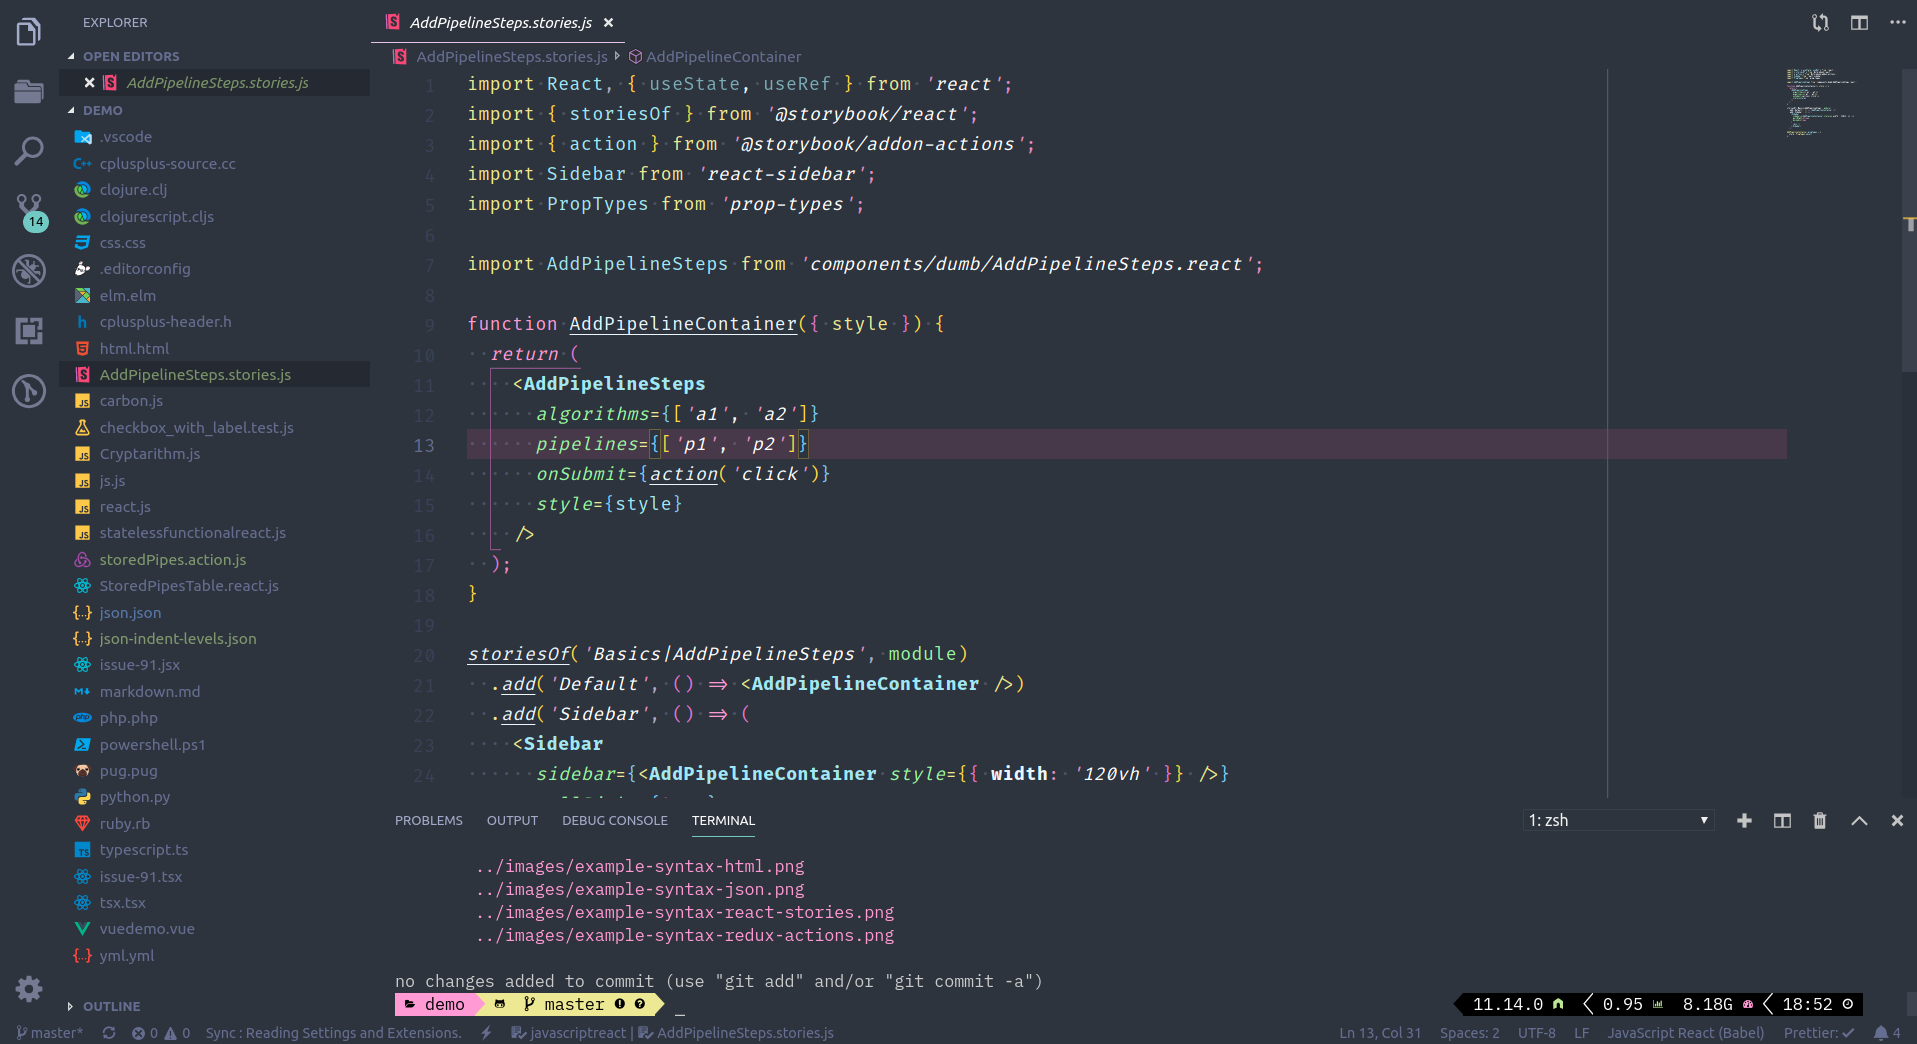 EXPLORER
OPEN EDITORS
AddPipelineSteps.stories.js
DEMO
.vscode
cplusplus-source.cc
clojure.clj
clojurescript.cljs
css.css
.editorconfig
elm.elm
cplusplus-header.h
html.html
AddPipelineSteps.stories.js
carbon.js
checkbox_with_label.test.js
Cryptarithm.js
js.js
react.js
statelessfunctionalreact.js
storedPipes.action.js
StoredPipesTable.react.js
json.json
json-indent-levels.json
issue-91.jsx
markdown.md
php.php
powershell.ps1
pug.pug
python.py
ruby.rb
typescript.ts
issue-91.tsx
tsx.tsx
vuedemo.vue
yml.yml
OUTLINE
14
AddPipelineSteps.stories.js
AddPipelineSteps.stories.js AddPipelineContainer
1 import React, { useState, useRef } from 'react';
2 import { storiesOf } from '@storybook/react';
3 import { action } from '@storybook/addon-actions';
4 import Sidebar from 'react-sidebar';
5 import PropTypes from 'prop-types';
6
7 import AddPipelineSteps from 'components/dumb/AddPipelineSteps.react';
8
9 function AddPipelineContainer({ style }) {
10 return (
11 <AddPipelineSteps
12 algorithms={['a1', 'a2']}
13 pipelines={['p1', 'p2']}
14 onSubmit={action('click')}
15 style={style}
16 />
17 );
18 }
19
20 storiesOf('Basics|AddPipelineSteps', module)
21 .add('Default', () => <AddPipelineContainer />)
22 .add('Sidebar', () => (
23 <Sidebar
24 sidebar={<AddPipelineContainer style={{ width: '120vh' }} />}
PROBLEMS OUTPUT DEBUG CONSOLE TERMINAL 1: zsh
../images/example-syntax-html.png
../images/example-syntax-json.png
../images/example-syntax-react-stories.png
../images/example-syntax-redux-actions.png
no changes added to commit (use "git add" and/or "git commit -a")
demo master 11.14.0 0.95 8.18G 18:52
master* 0 0 Sync : Reading Settings and Extensions. javascriptreact | AddPipelineSteps.stories.js Ln 13, Col 31 Spaces: 2 UTF-8 LF JavaScript React (Babel) Prettier: 4